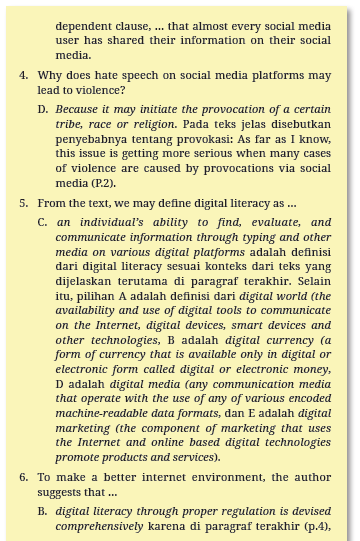 dependent clause, ... that almost every social media
user has shared their information on their social
media.
4. Why does hate speech on social media platforms may
lead to violence?
D. Because it may initiate the provocation of a certain
tribe, race or religion. Pada teks jelas disebutkan
penyebabnya tentang provokasi: As far as I know,
this issue is getting more serious when many cases
of violence are caused by provocations via social
media (P.2).
5. From the text, we may define digital literacy as ...
C. an individual's ability to find, evaluate, and
communicate information through typing and other
media on various digital platforms adalah definisi
dari digital literacy sesuai konteks dari teks yang
dijelaskan terutama di paragraf terakhir. Selain
itu, pilihan A adalah definisi dari digital world (the
availability and use of digital tools to communicate
on the Internet, digital devices, smart devices and
other technologies, B adalah digital currency (a
form of currency that is available only in digital or
electronic form called digital or electronic money,
D adalah digital media (any communication media
that operate with the use of any of various encoded
machine-readable data formats, dan E adalah digital
marketing (the component of marketing that uses
the Internet and online based digital technologies
promote products and services).
6. To make a better internet environment, the author
suggests that ...
B. digital literacy through proper regulation is devised
comprehensively karena di paragraf terakhir (p.4),